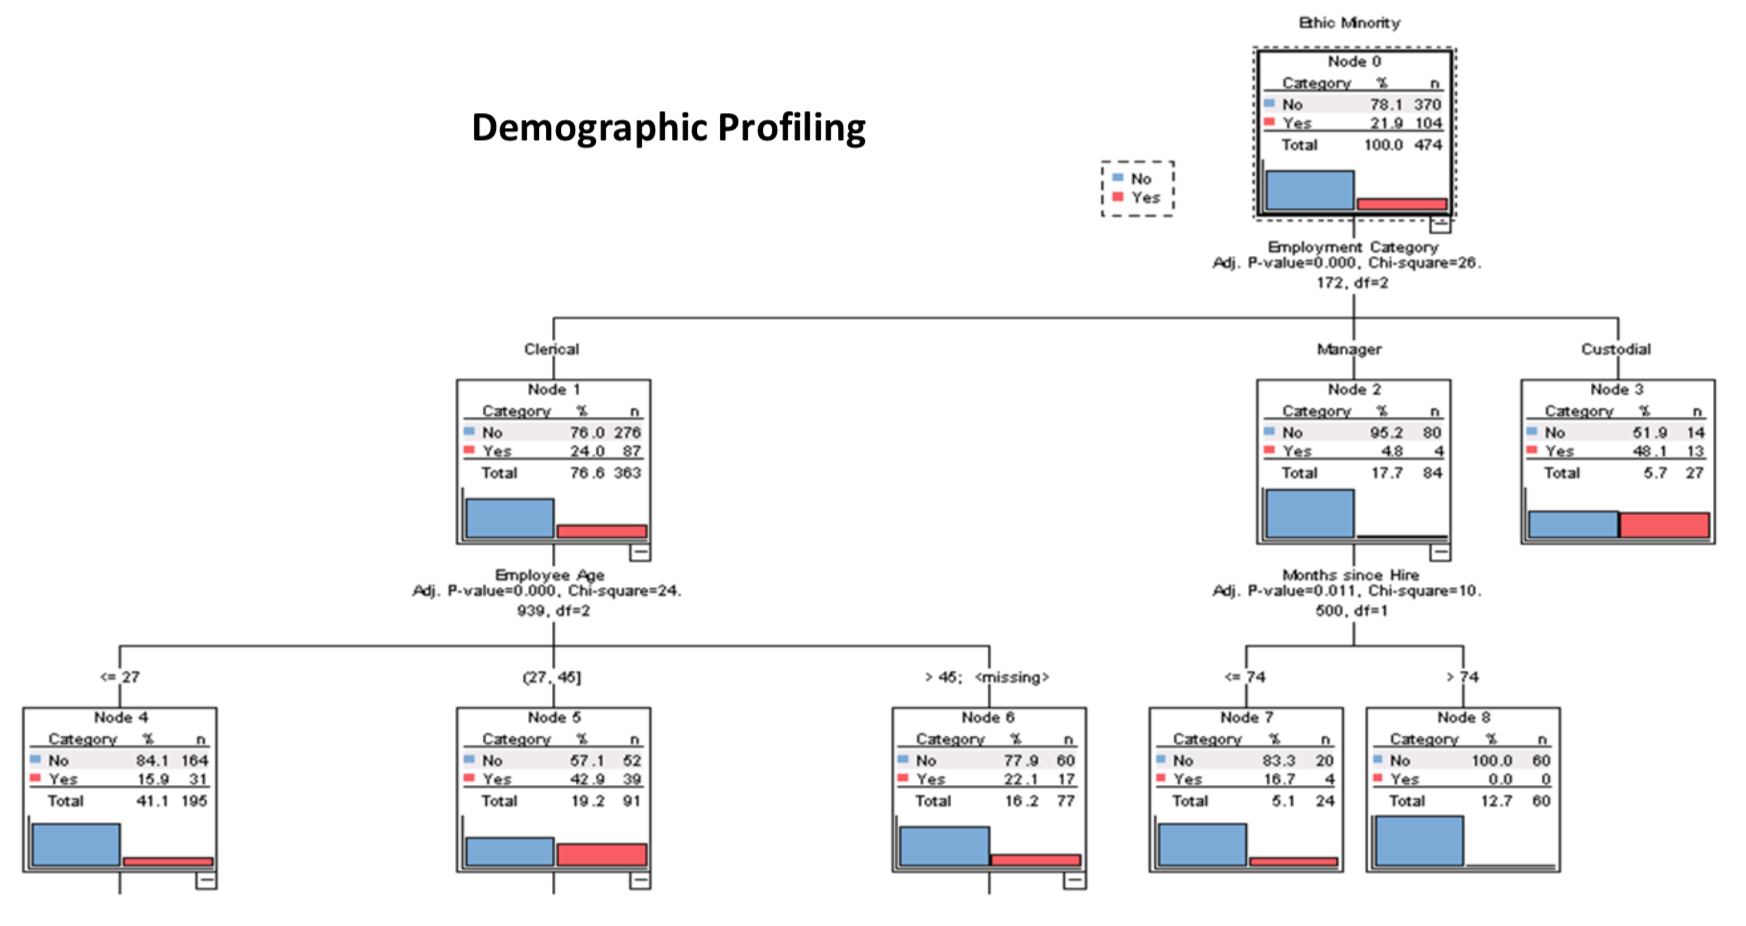 Ethic Minority
Node 0
Category % n
No 78.1 370
Yes 21.9 104
Total 100.0 474
Demographic Profiling
No
Yes
Employment Category
Adj. P-value=0.000, Chi-square=26.
172, df=2
Clerical
Manager
Custodial
Node 1
Category % n
No 76.0 276
Yes 24.0 87
Total 76.6 363
Node 2
Category % n
No 95.2 80
Yes 4.8 4
Total 17.7 84
Node 3
Category % n
No 51.9 14
Yes 48.1 13
Total 5.7 27
Employee Age
Adj. P-value=0.000, Chi-square=24.
939, df=2
Months since Hire
Adj. P-value=0.011, Chi-square=10.
500, df=1
<= 27
(27, 45]
> 45; <missing>
<= 74
> 74
Node 4
Category % n
No 84.1 164
Yes 15.9 31
Total 41.1 195
Node 5
Category % n
No 57.1 52
Yes 42.9 39
Total 19.2 91
Node 6
Category % n
No 77.9 60
Yes 22.1 17
Total 16.2 77
Node 7
Category % n
No 83.3 20
Yes 16.7 4
Total 5.1 24
Node 8
Category % n
No 100.0 60
Yes 0.0 0
Total 12.7 60